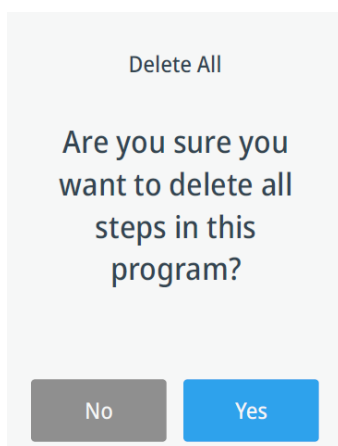 Delete All
Are you sure you
want to delete all
steps in this
program?
No Yes